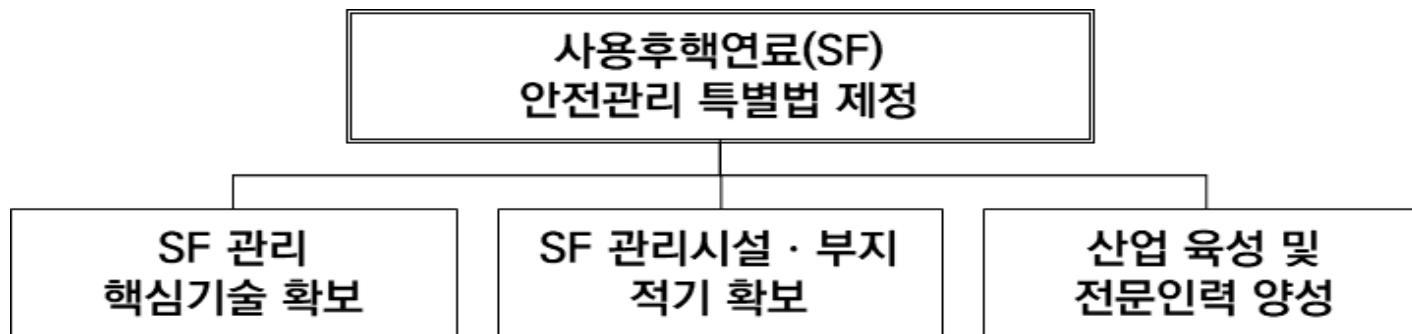 사용후핵연료(SF)
안전관리 특별법 제정
SF 관리
핵심기술 확보
SF 관리시설 · 부지
적기 확보
산업 육성 및
전문인력 양성